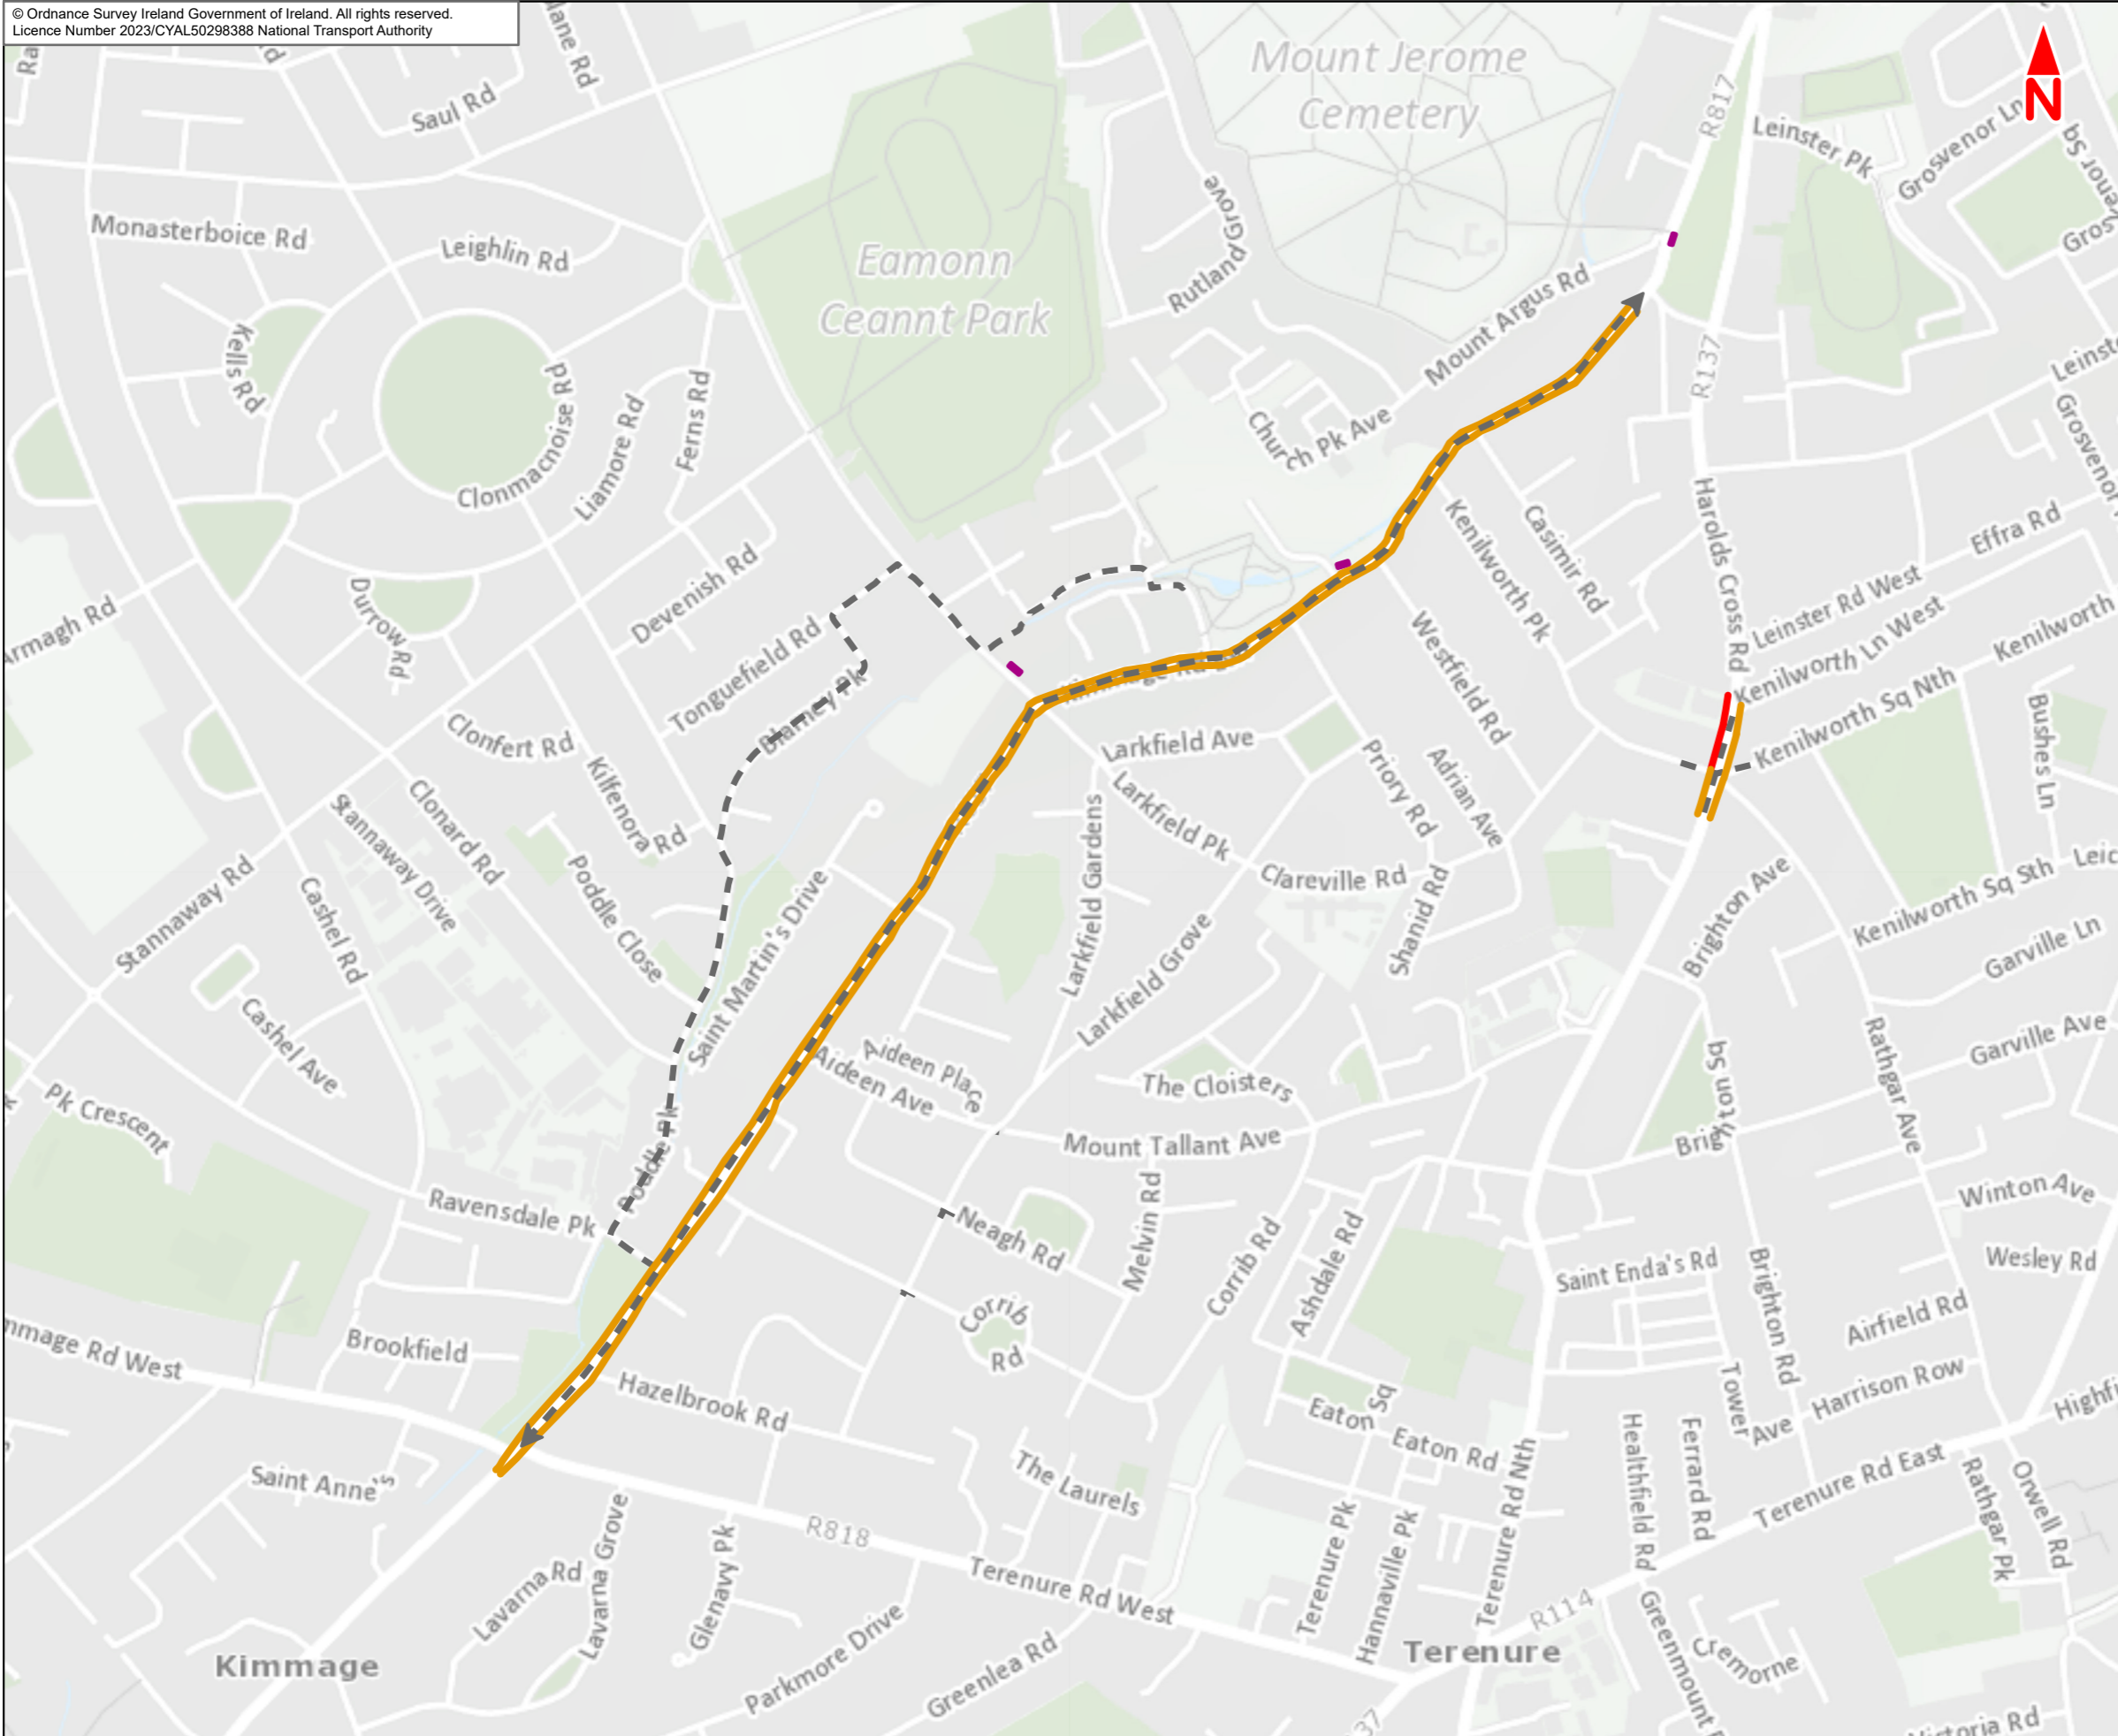 © Ordnance Survey Ireland Government of Ireland. All rights reserved.
Licence Number 2023/CYAL50298388 National Transport Authority
N
Mount Jerome
Cemetery
R817
Leinster Pk
Grosvenor Ln
Saul Rd
Monasterboice Rd
Leighlin Rd
Eamonn
Ceannt Park
Rutland Grove
Mount Argus Rd
R137
Kells Rd
Clonmacnoise Rd
Liamore Rd
Ferns Rd
Church Pk Ave
Kenilworth Pk
Casimir Rd
Harolds Cross Rd
Effra Rd
Leinster Rd West
Kenilworth Ln West
Kenilworth Sq Nth
Kenilworth
Devenish Rd
Durrow Rd
Armagh Rd
Tonguefield Rd
Blarney Pk
Westfield Rd
Larkfield Ave
Clonfert Rd
Kilfenora Rd
Larkfield Pk
Priory Rd
Adrian Ave
Bushes Ln
Clonard Rd
Stannaway Drive
Stannaway Rd
Larkfield Gardens
Clareville Rd
Shanid Rd
Brighton Ave
Kenilworth Sq Sth
Poddle Close
Cashel Rd
Saint Martin's Drive
Larkfield Grove
Garville Ln
Cashel Ave
Aideen Place
Aideen Ave
The Cloisters
Garville Ave
Rathgar Ave
Pk Crescent
Mount Tallant Ave
Brighton Sq
Poddle Pk
Ravensdale Pk
Neagh Rd
Melvin Rd
Corrib Rd
Ashdale Rd
Winton Ave
Wesley Rd
Saint Enda's Rd
Brighton Rd
Airfield Rd
Corrib
Rd
Brookfield
Hazelbrook Rd
Eaton Sq
Eaton Rd
Tower
Ave
Harrison Row
Saint Anne's
The Laurels
Terenure Rd Nth
Healthfield Rd
Ferrard Rd
Terenure Rd East
Rathgar Pk
Orwell Rd
R818
Terenure Rd West
Terenure Pk
Hannaville Pk
R114
Lavarna Rd
Lavarna Grove
Glenavy Pk
Parkmore Drive
Greenlea Rd
Kimmage
Terenure
Cremorne